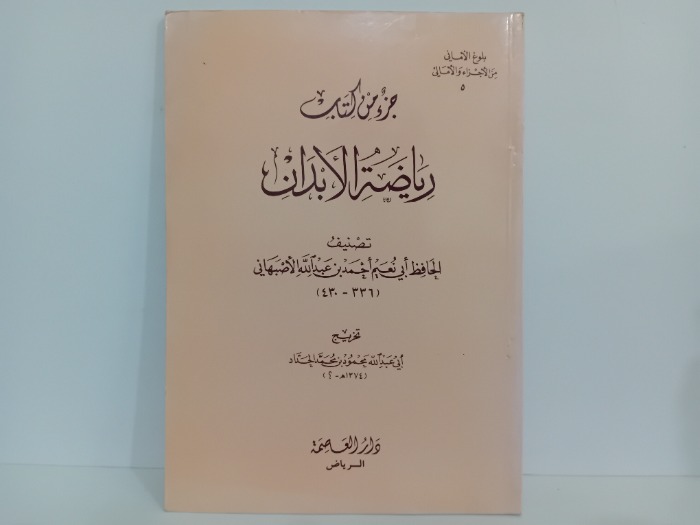 بلوغ الأماني
من الأجزاء والأمالي
٥
جزء من كتاب
رياضة الأبدان
تصنيف
الحافظ أبي نعيم أحمد بن عبد الله الأصبهاني
(٣٣٦ - ٤٣٠)
تخريج
أبي عبد الله محمود بن محمد الحداد
(١٣٧٤هـ - ؟)
دار العاصمة
الرياض